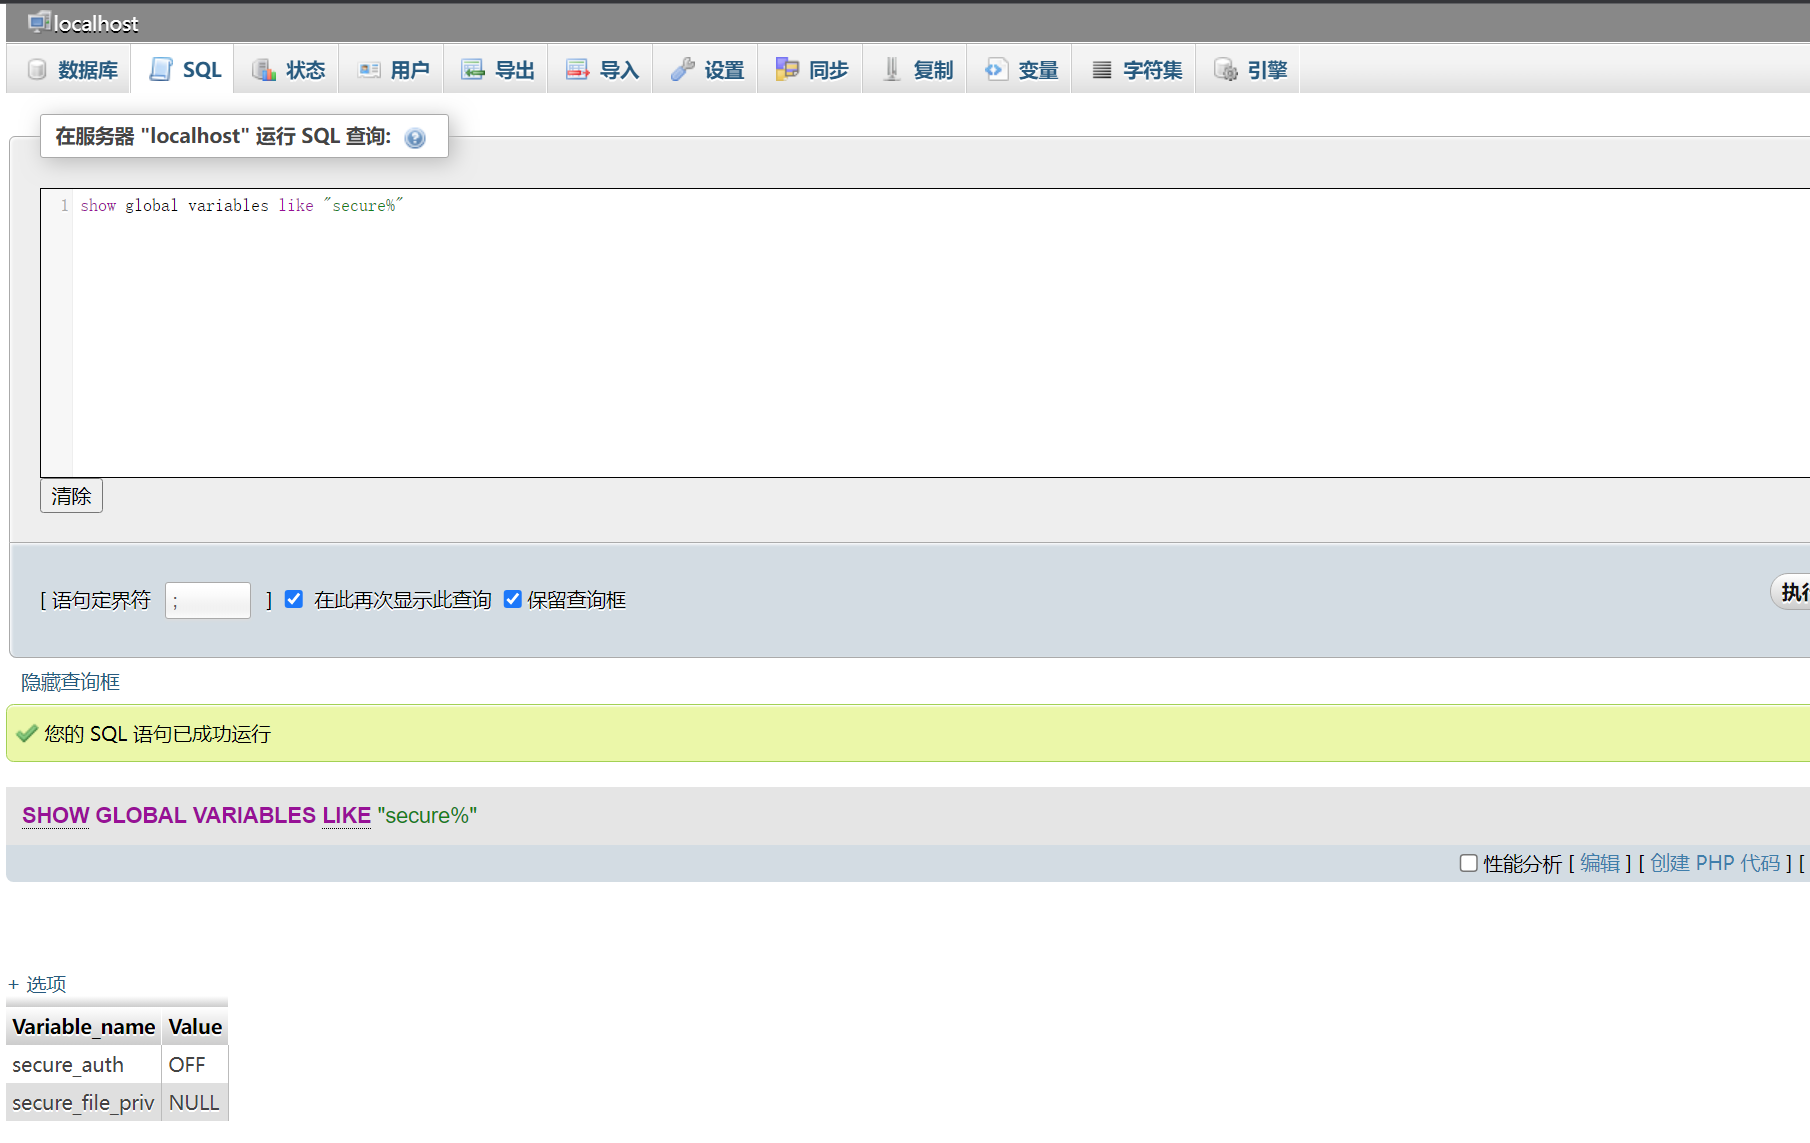 localhost
数据库 SQL 状态 用户 导出 导入 设置 同步 复制 变量 字符集 引擎
在服务器 "localhost" 运行 SQL 查询:
1 show global variables like "secure%"
清除
[ 语句定界符 ; ] 在此再次显示此查询 保留查询框
执行
隐藏查询框
您的 SQL 语句已成功运行
SHOW GLOBAL VARIABLES LIKE "secure%"
性能分析 [ 编辑 ] [ 创建 PHP 代码 ] [
+ 选项
Variable_name Value
secure_auth OFF
secure_file_priv NULL